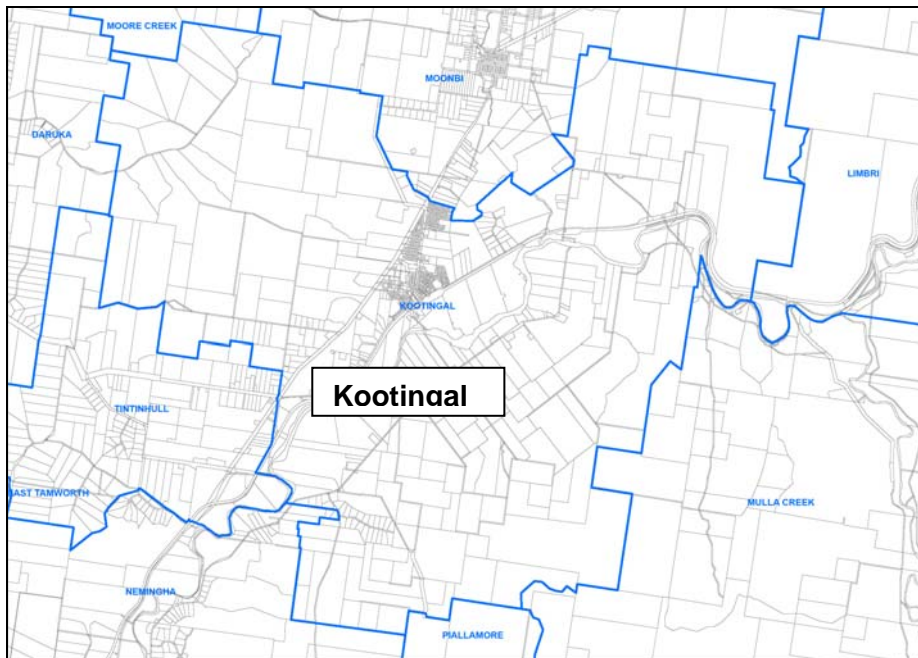 MOORE CREEK
MOONBI
DARUKA
LIMBRI
KOOTINGAL
Kootingal
TINTINHULL
EAST TAMWORTH
MULLA CREEK
NEMINGHA
PIALLAMORE